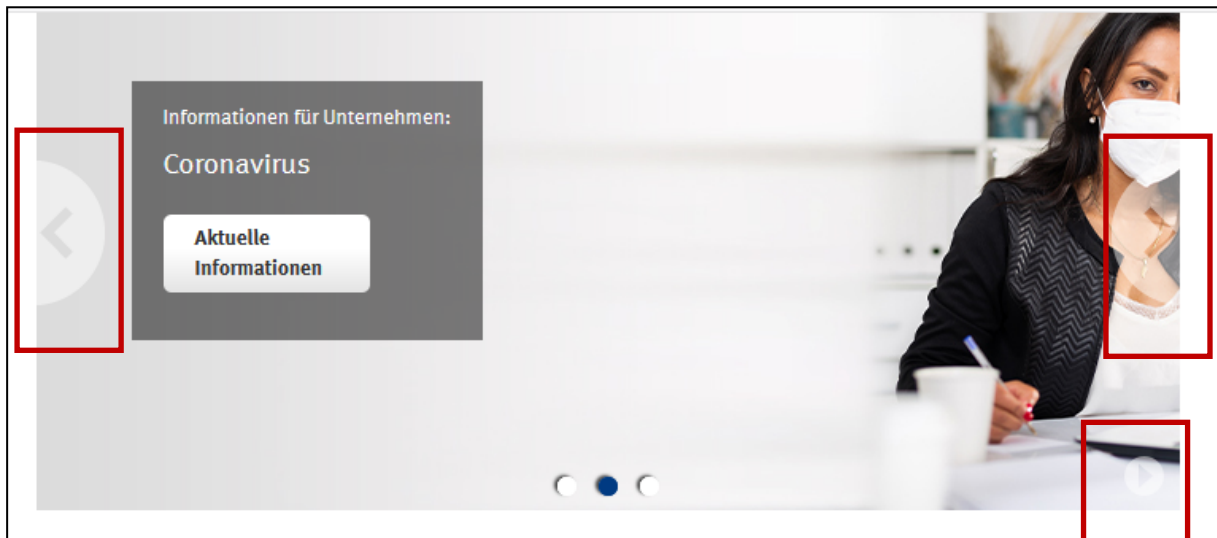 Informationen für Unternehmen:
Coronavirus
Aktuelle
Informationen